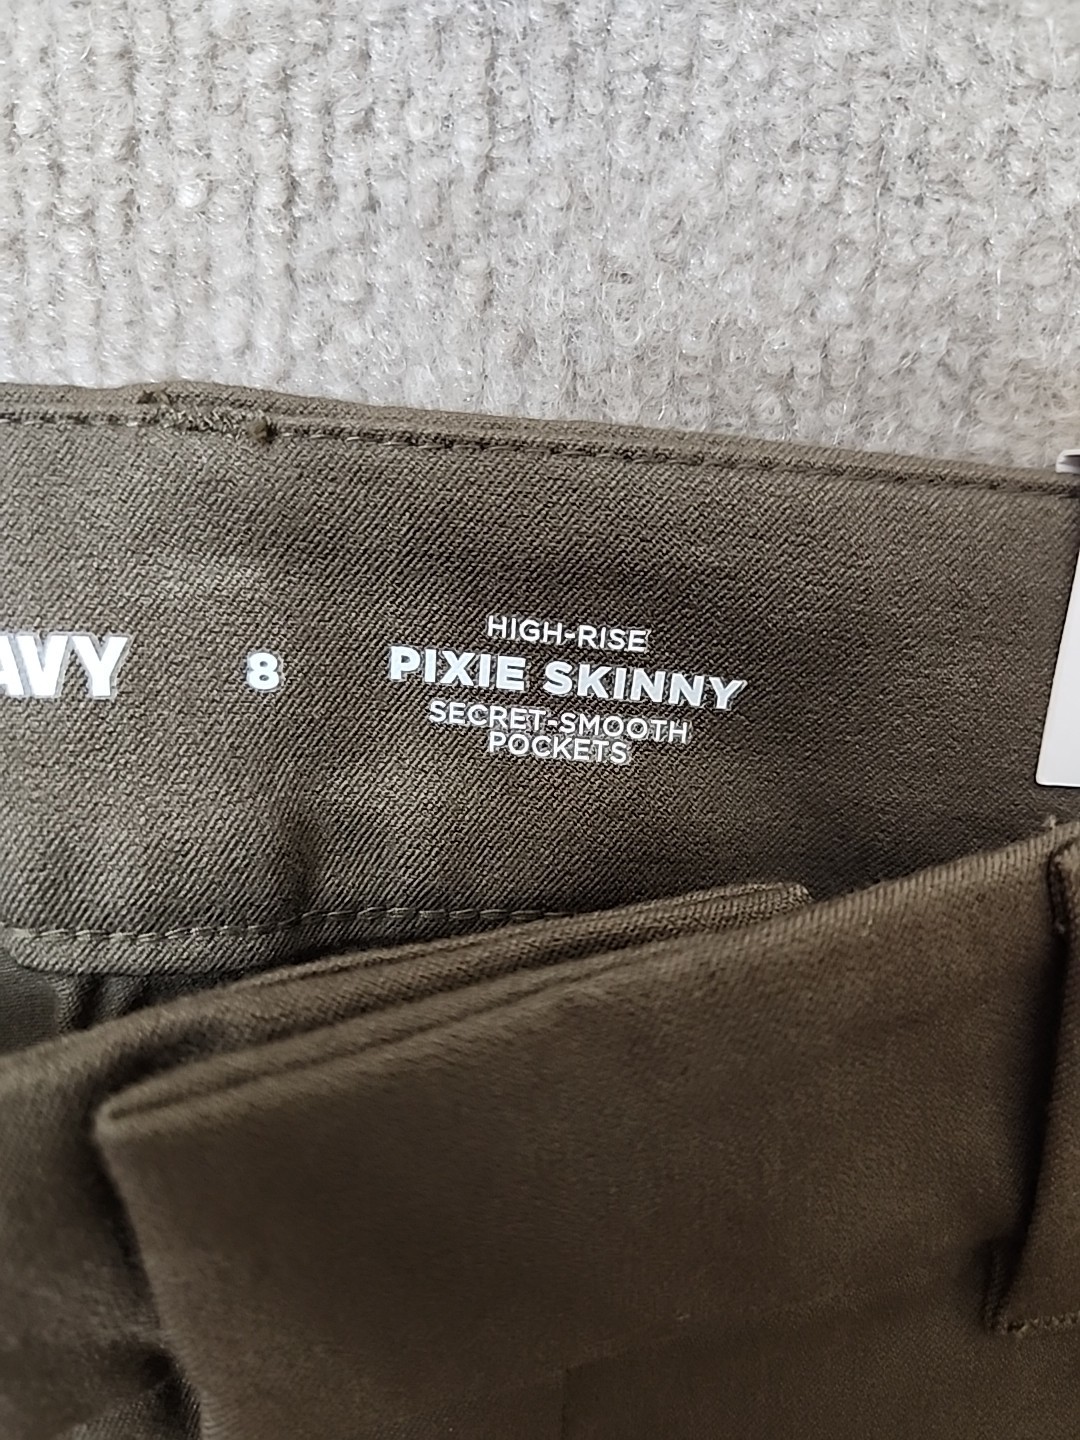 AVY
8
HIGH-RISE
PIXIE SKINNY
SECRET-SMOOTH
POCKETS